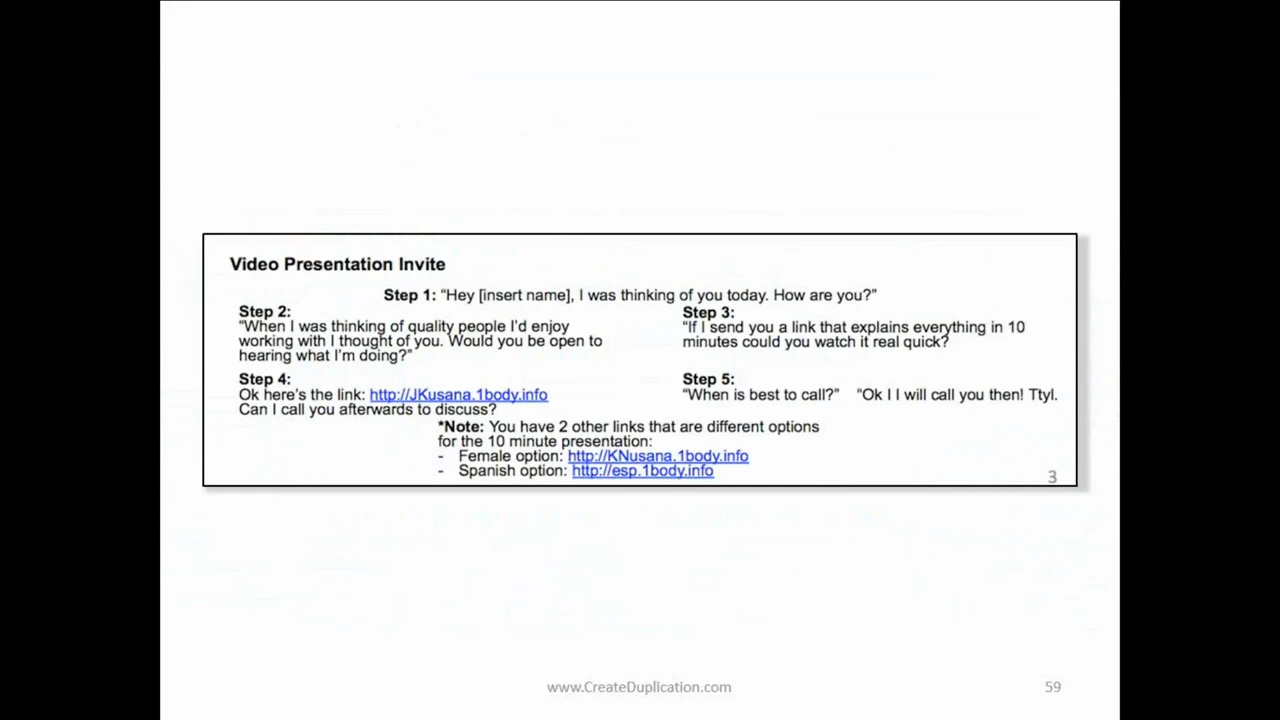 Video Presentation Invite
Step 1: “Hey [insert name], I was thinking of you today. How are you?”
Step 2:
“When I was thinking of quality people I’d enjoy
working with I thought of you. Would you be open to
hearing what I’m doing?”
Step 3:
“If I send you a link that explains everything in 10
minutes could you watch it real quick?
Step 4:
Ok here’s the link: http://JKusana.1body.info
Can I call you afterwards to discuss?
Step 5:
“When is best to call?” “Ok I I will call you then! Ttyl.
*Note: You have 2 other links that are different options
for the 10 minute presentation:
- Female option: http://KNusana.1body.info
- Spanish option: http://esp.1body.info
3
www.CreateDuplication.com
59